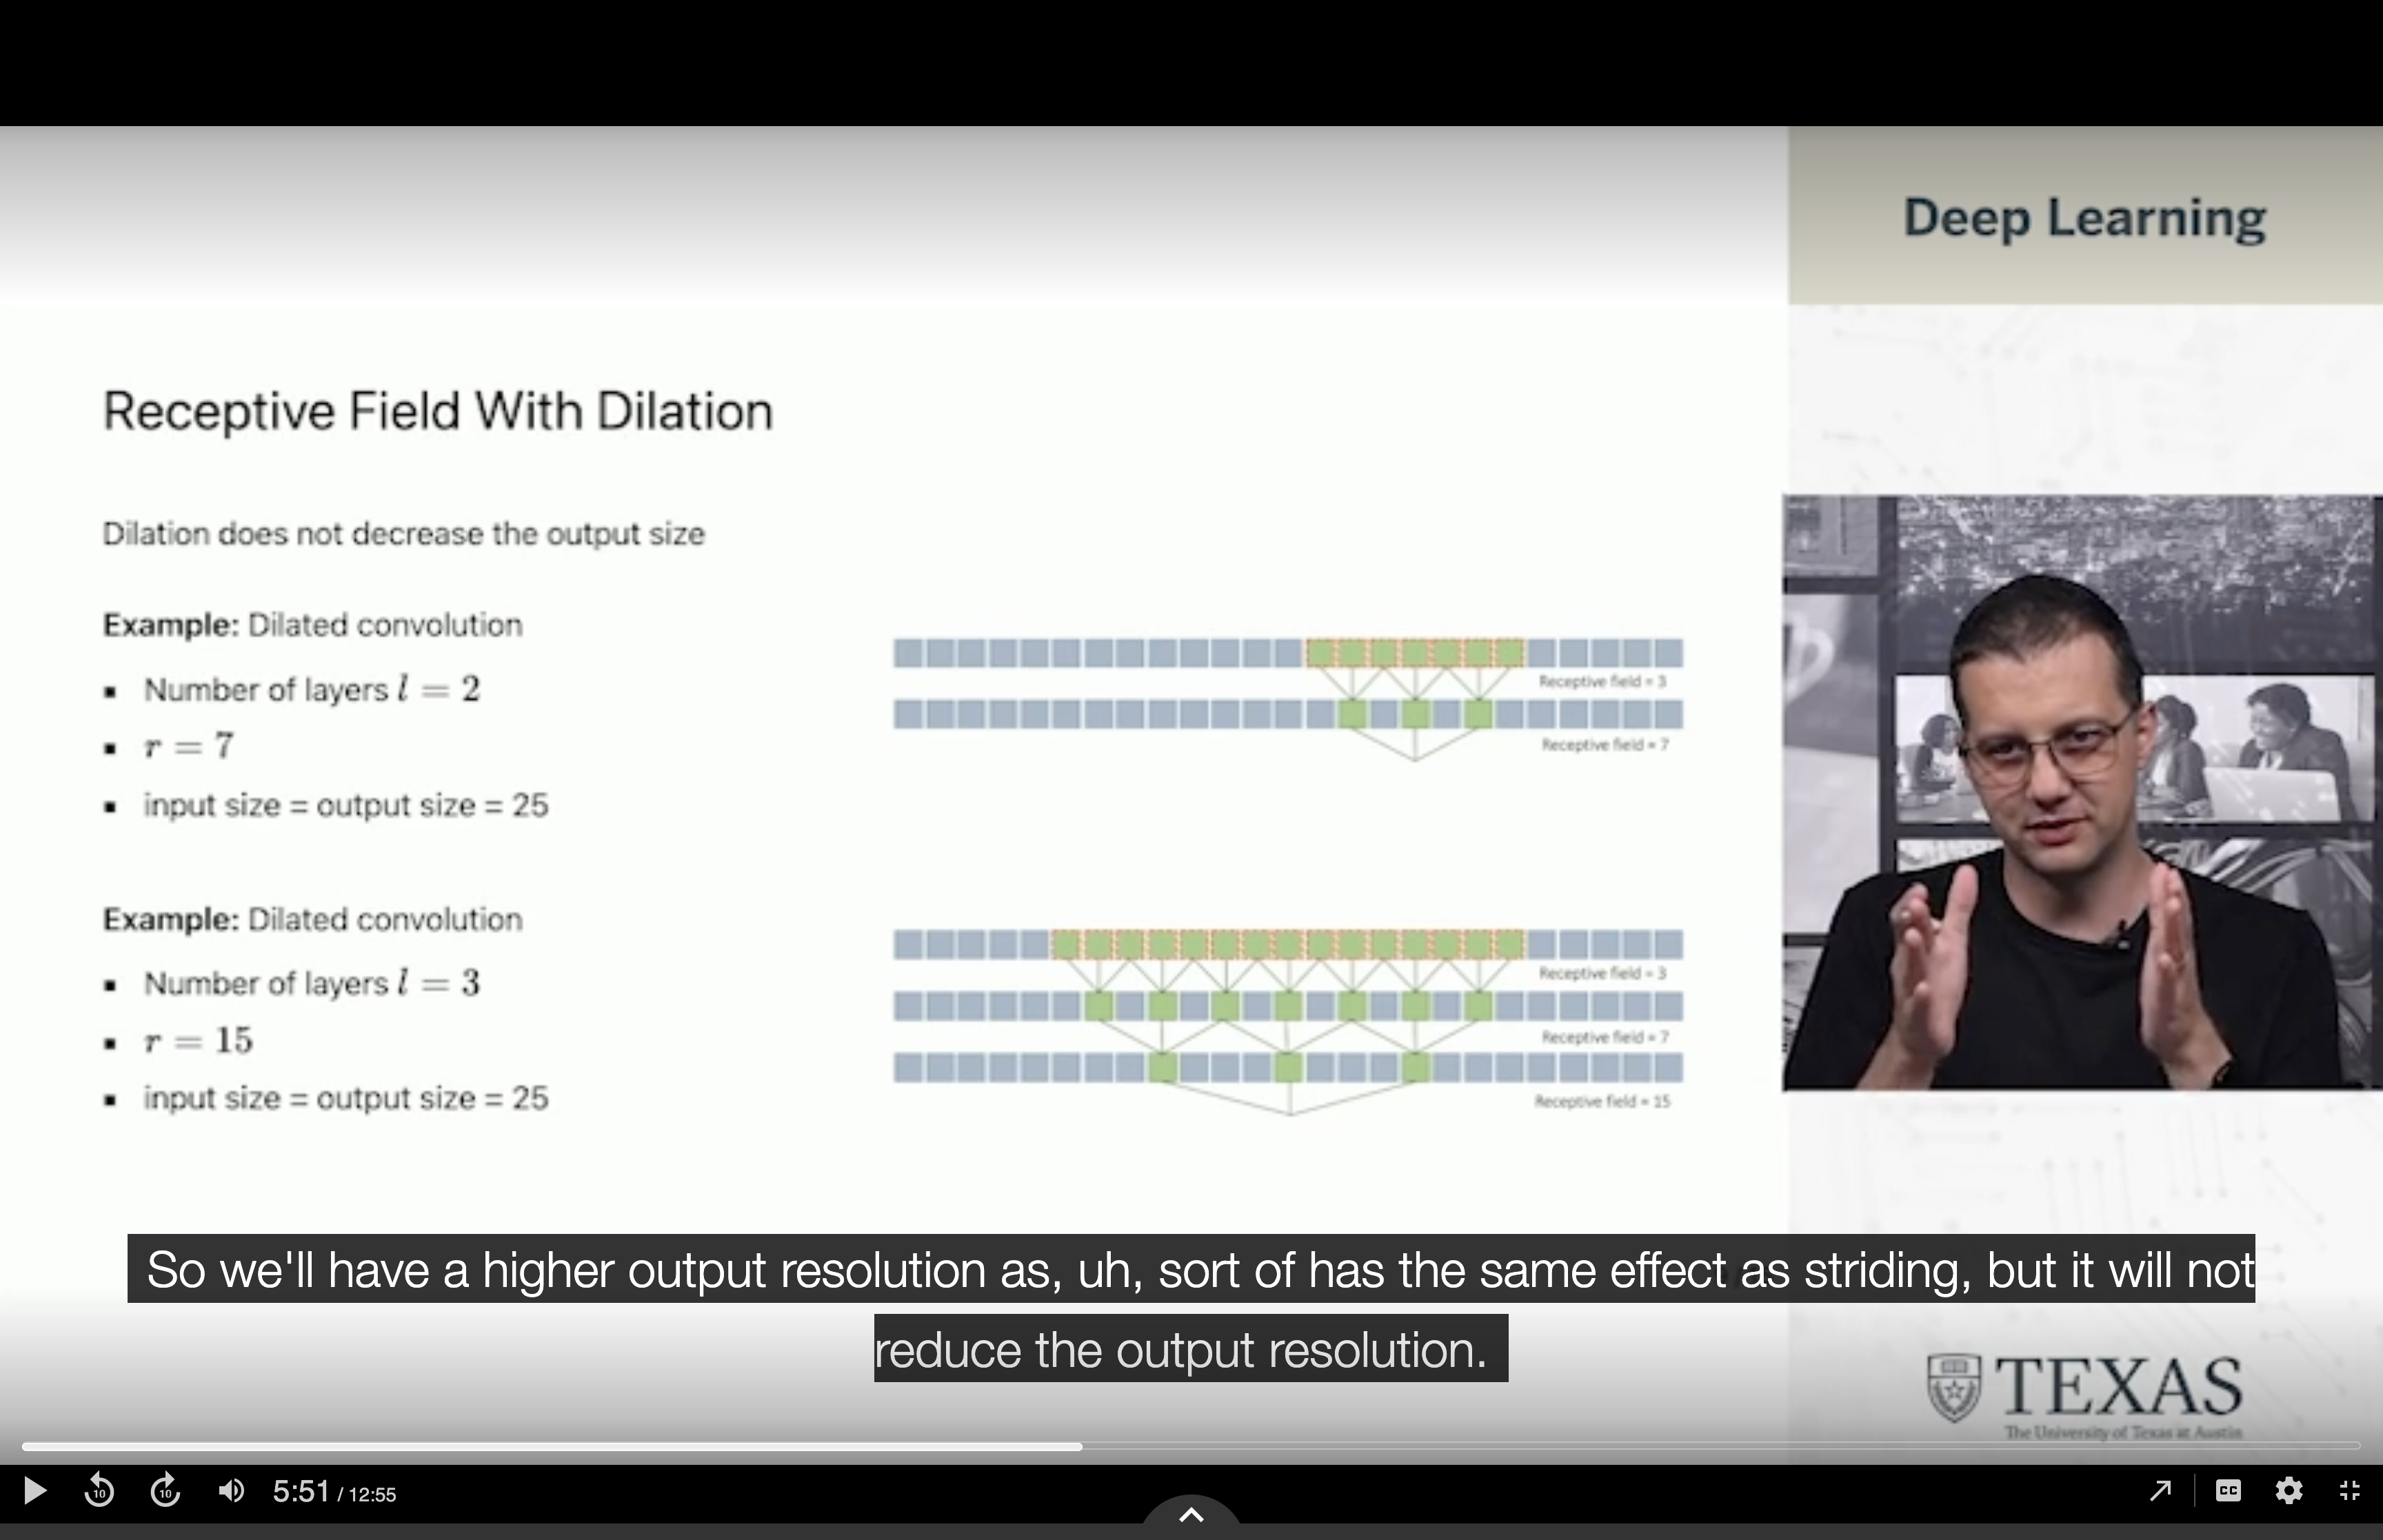 Deep Learning
Receptive Field With Dilation
Dilation does not decrease the output size
Example: Dilated convolution
▪ Number of layers l = 2
▪ r = 7
▪ input size = output size = 25
Receptive field = 3
Receptive field = 7
Example: Dilated convolution
▪ Number of layers l = 3
▪ r = 15
▪ input size = output size = 25
Receptive field = 3
Receptive field = 7
Receptive field = 15
So we'll have a higher output resolution as, uh, sort of has the same effect as striding, but it will not
reduce the output resolution.
TEXAS
The University of Texas at Austin
10
10
5:51 / 12:55
CC